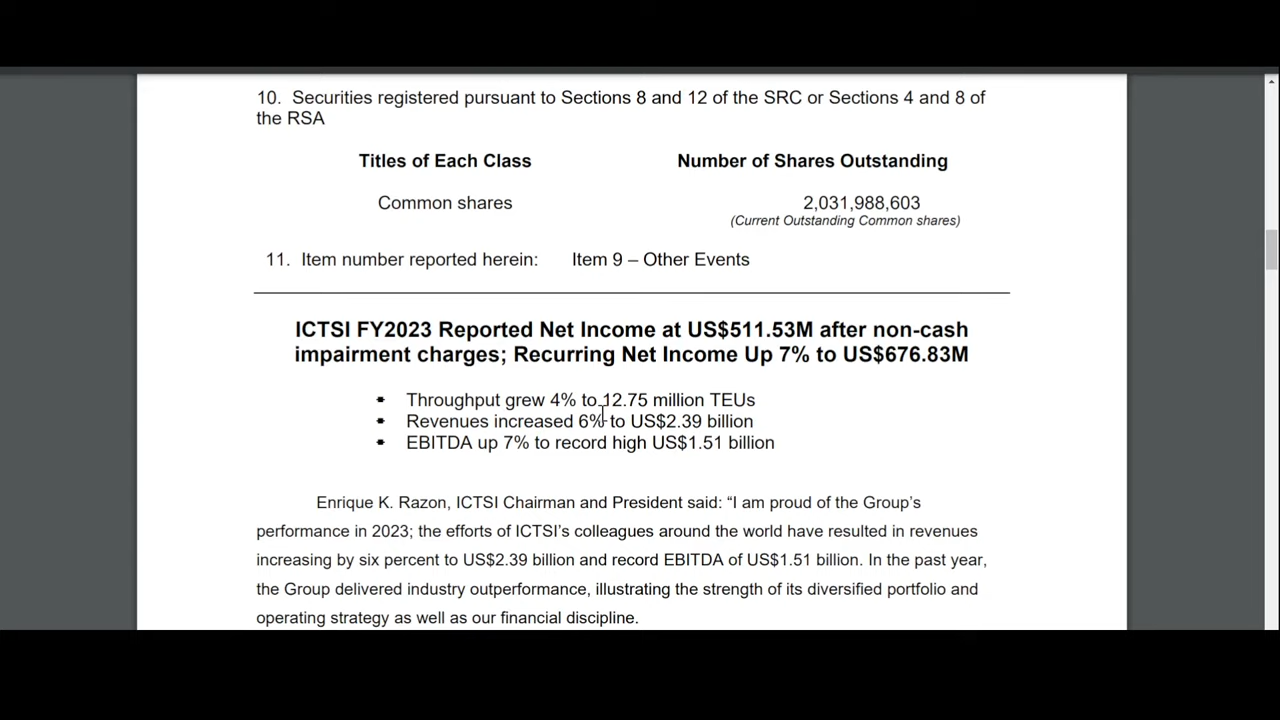 10. Securities registered pursuant to Sections 8 and 12 of the SRC or Sections 4 and 8 of
the RSA
Titles of Each Class Number of Shares Outstanding
Common shares 2,031,988,603
(Current Outstanding Common shares)
11. Item number reported herein: Item 9 – Other Events
ICTSI FY2023 Reported Net Income at US$511.53M after non-cash
impairment charges; Recurring Net Income Up 7% to US$676.83M
Throughput grew 4% to 12.75 million TEUs
Revenues increased 6% to US$2.39 billion
EBITDA up 7% to record high US$1.51 billion
Enrique K. Razon, ICTSI Chairman and President said: “I am proud of the Group’s
performance in 2023; the efforts of ICTSI’s colleagues around the world have resulted in revenues
increasing by six percent to US$2.39 billion and record EBITDA of US$1.51 billion. In the past year,
the Group delivered industry outperformance, illustrating the strength of its diversified portfolio and
operating strategy as well as our financial discipline.